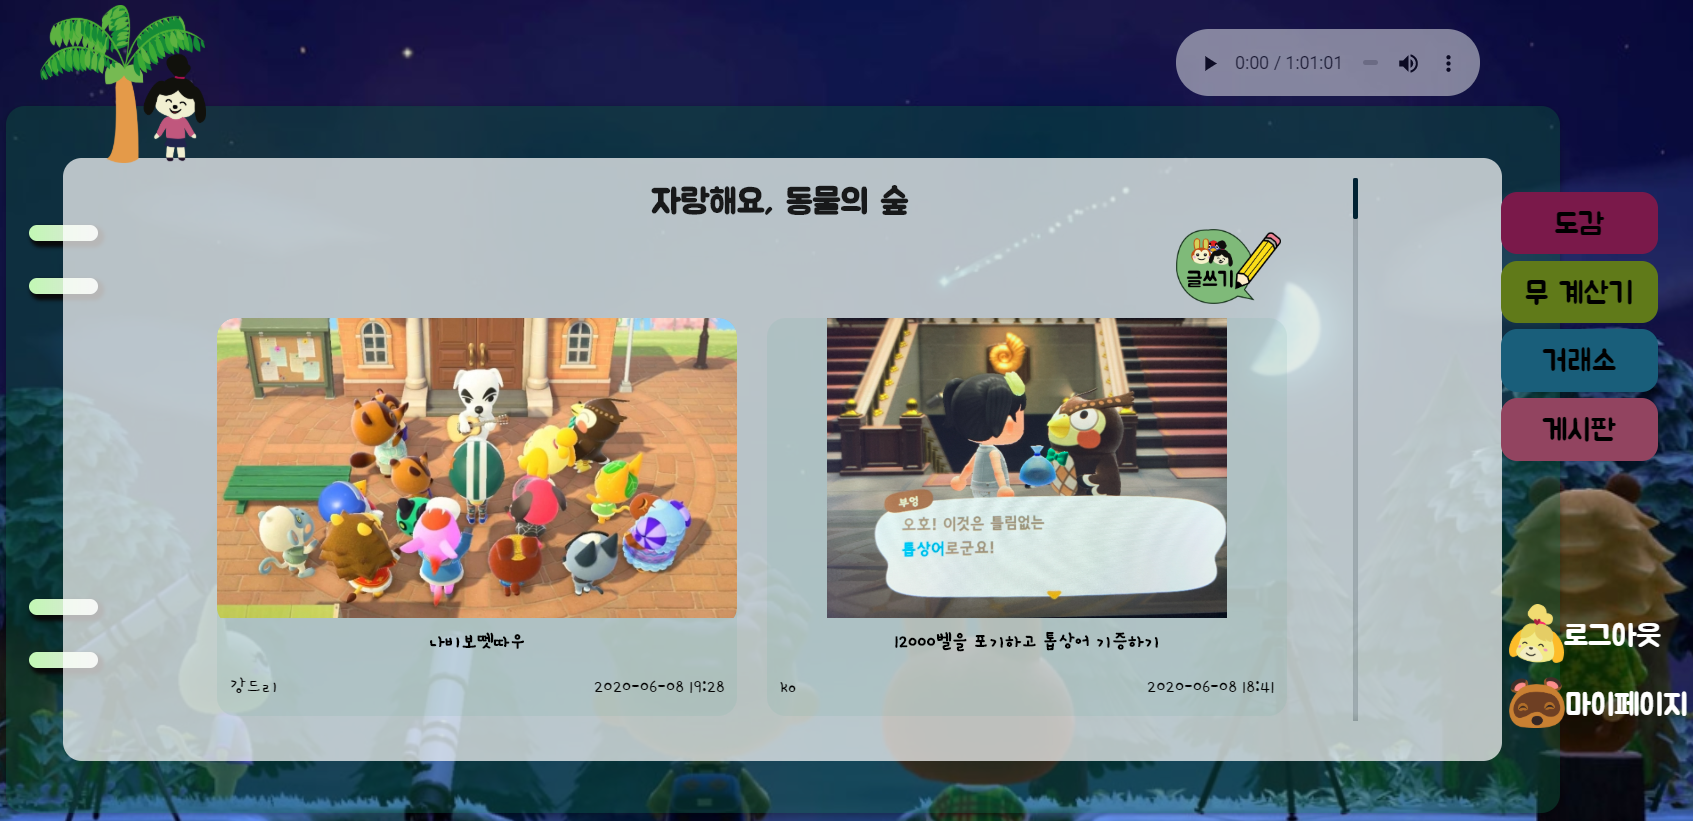 0:00 / 1:01:01
자랑해요, 동물의 숲
글쓰기
도감
무 계산기
거래소
게시판
부엉
오호! 이것은 틀림없는
톱상어로군요!
나비보뗏따우
강드리
2020-06-08 19:28
12000벨을 포기하고 톱상어 기증하기
ko
2020-06-08 18:41
로그아웃
마이페이지